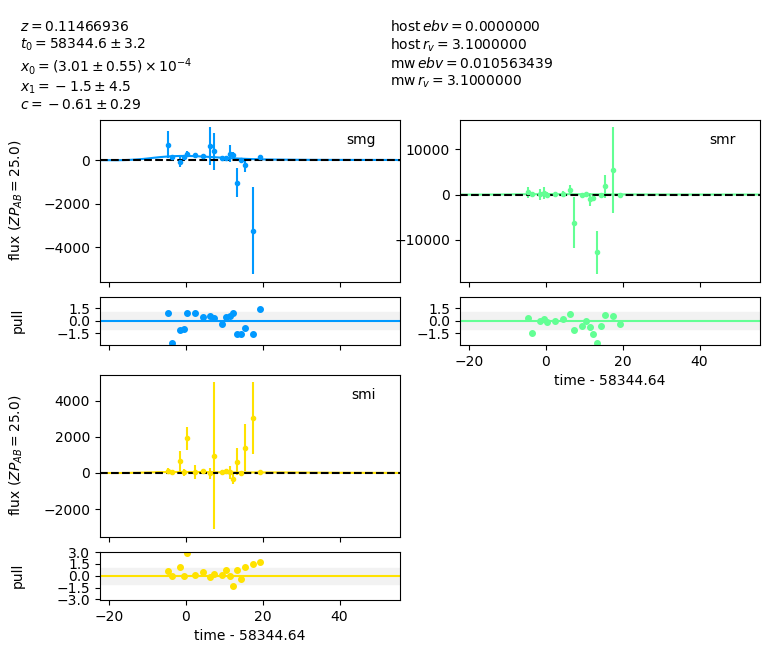 z = 0.11466936
t₀ = 58344.6 ± 3.2
x₀ = (3.01 ± 0.55) × 10⁻⁴
x₁ = −1.5 ± 4.5
c = −0.61 ± 0.29
host ebv = 0.0000000
host r_v = 3.1000000
mw ebv = 0.010563439
mw r_v = 3.1000000
smg
flux (ZP_AB = 25.0)
0
−2000
−4000
pull
1.5
0.0
−1.5
smr
10000
0
−10000
1.5
0.0
−1.5
−20 0 20 40
time - 58344.64
smi
flux (ZP_AB = 25.0)
4000
2000
0
−2000
pull
3.0
1.5
0.0
−1.5
−3.0
−20 0 20 40
time - 58344.64